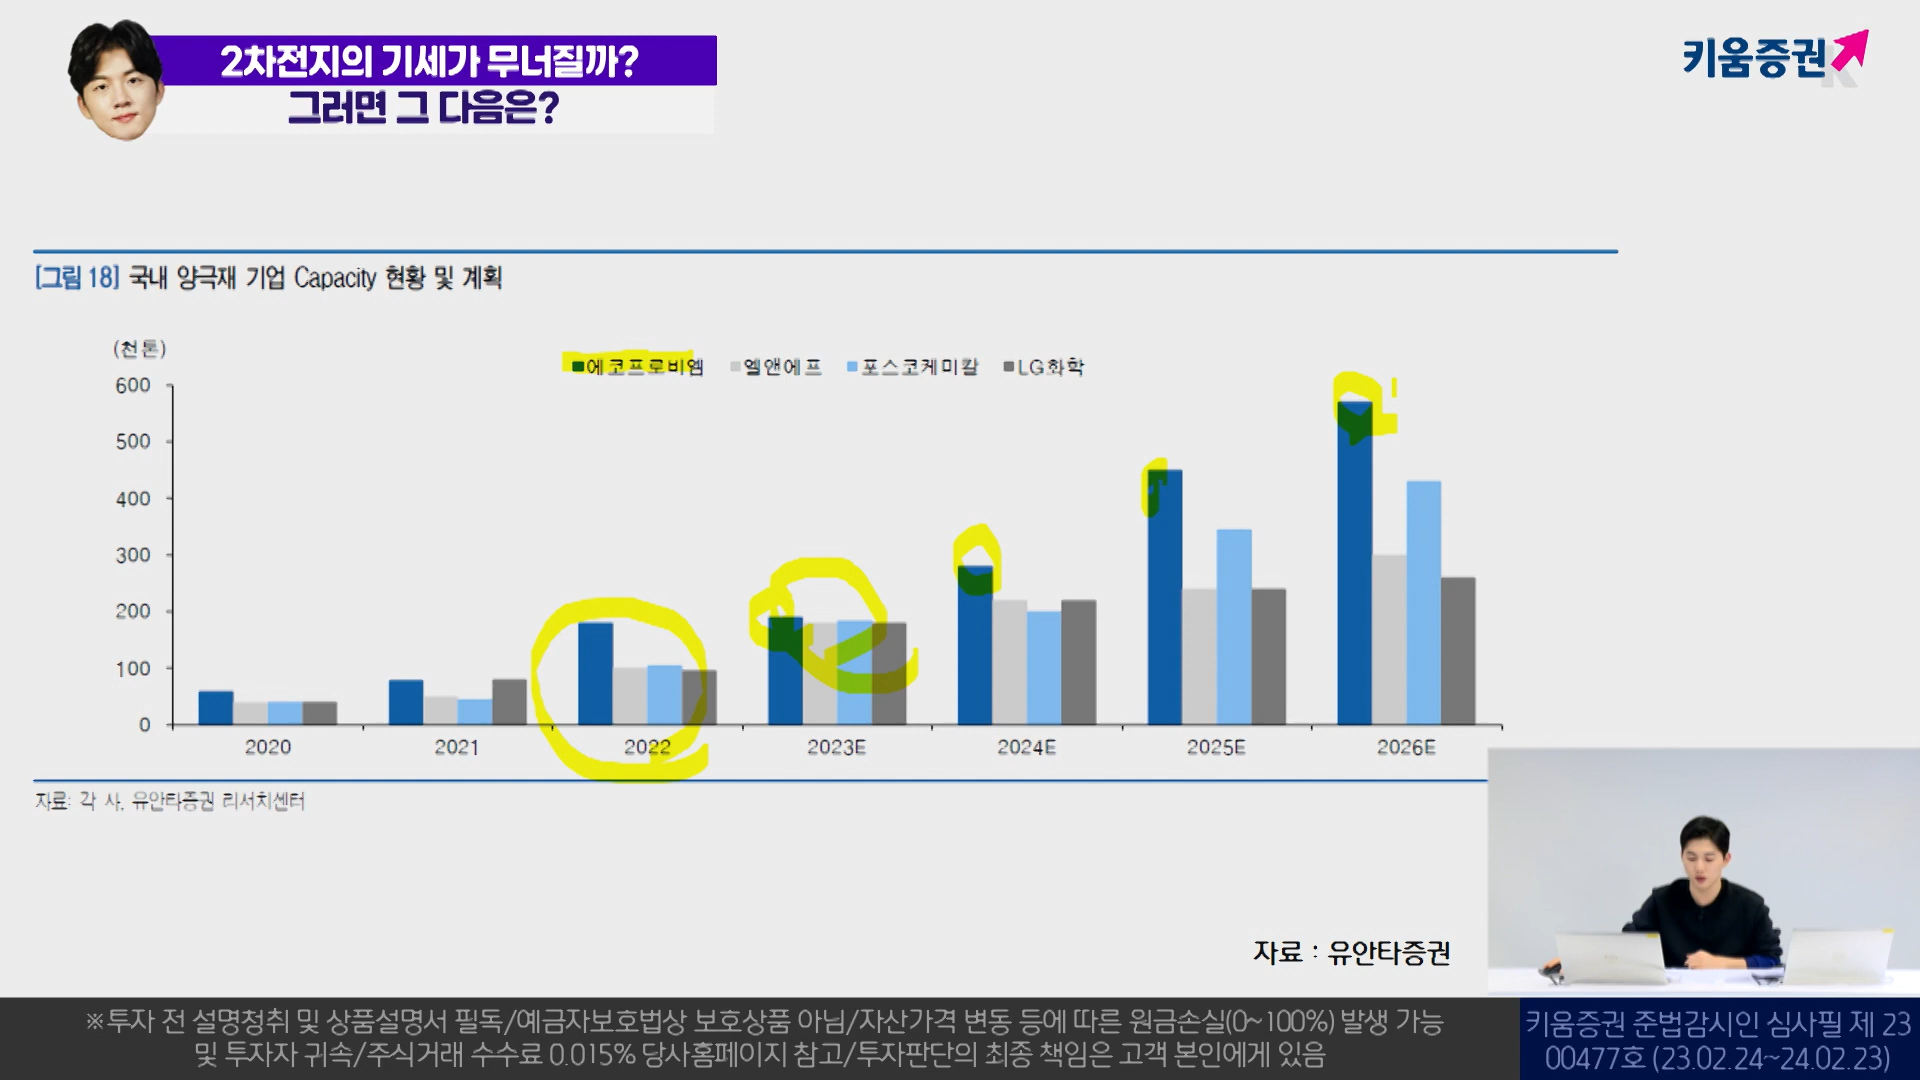 2차전지의 기세가 무너질까?
그러면 그 다음은?
키움증권
[그림 18] 국내 양극재 기업 Capacity 현황 및 계획
(천톤)
에코프로비엠 엘앤에프 포스코케미칼 LG화학
600
500
400
300
200
100
0
2020 2021 2022 2023E 2024E 2025E 2026E
자료: 각 사, 유안타증권 리서치센터
자료 : 유안타증권
※투자 전 설명청취 및 상품설명서 필독/예금자보호법상 보호상품 아님/자산가격 변동 등에 따른 원금손실(0~100%) 발생 가능
및 투자자 귀속/주식거래 수수료 0.015% 당사홈페이지 참고/투자판단의 최종 책임은 고객 본인에게 있음
키움증권 준법감시인 심사필 제 23
00477호 (23.02.24~24.02.23)